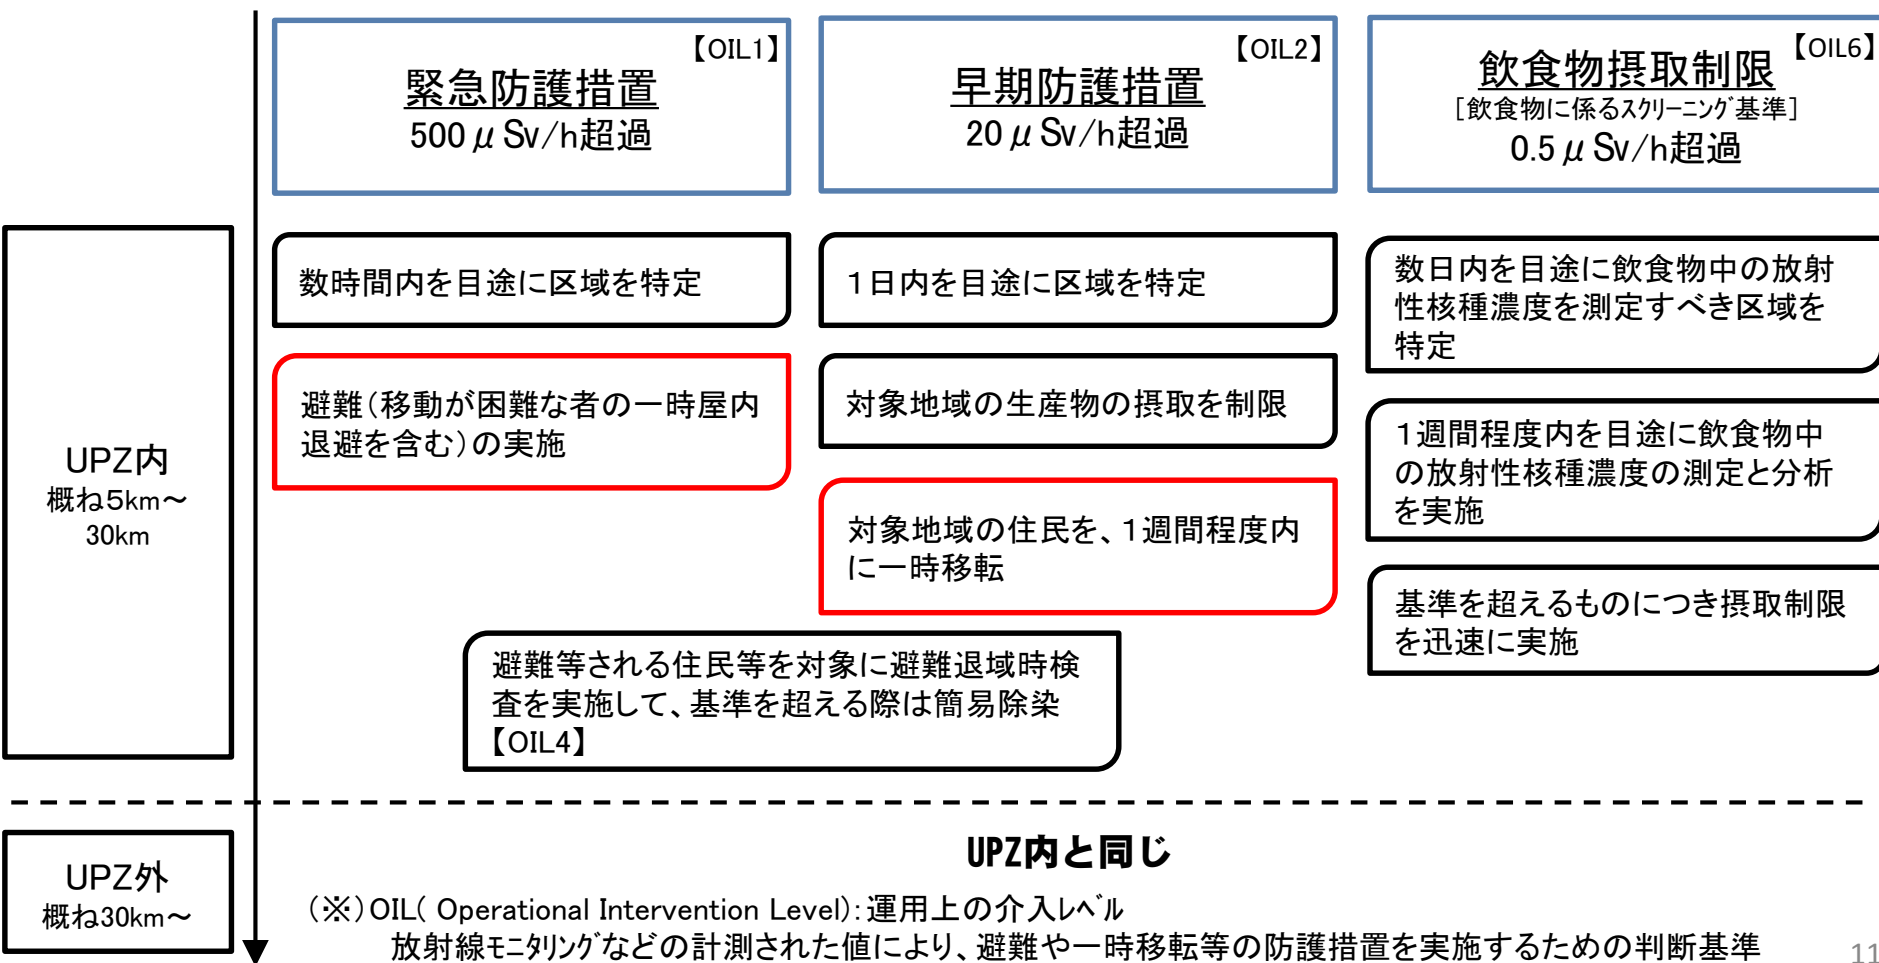 【OIL1】
緊急防護措置
500μSv/h超過
【OIL2】
早期防護措置
20μSv/h超過
【OIL6】
飲食物摂取制限
[飲食物に係るｽｸﾘｰﾆﾝｸﾞ基準]
0.5μSv/h超過
UPZ内
概ね5km～
30km
数時間内を目途に区域を特定
避難(移動が困難な者の一時屋内
退避を含む)の実施
1日内を目途に区域を特定
対象地域の生産物の摂取を制限
対象地域の住民を、1週間程度内
に一時移転
数日内を目途に飲食物中の放射
性核種濃度を測定すべき区域を
特定
1週間程度内を目途に飲食物中
の放射性核種濃度の測定と分析
を実施
基準を超えるものにつき摂取制限
を迅速に実施
避難等される住民等を対象に避難退域時検
査を実施して、基準を超える際は簡易除染
【OIL4】
UPZ外
概ね30km～
UPZ内と同じ
(※)OIL( Operational Intervention Level):運用上の介入ﾚﾍﾞﾙ
放射線ﾓﾆﾀﾘﾝｸﾞなどの計測された値により、避難や一時移転等の防護措置を実施するための判断基準
11